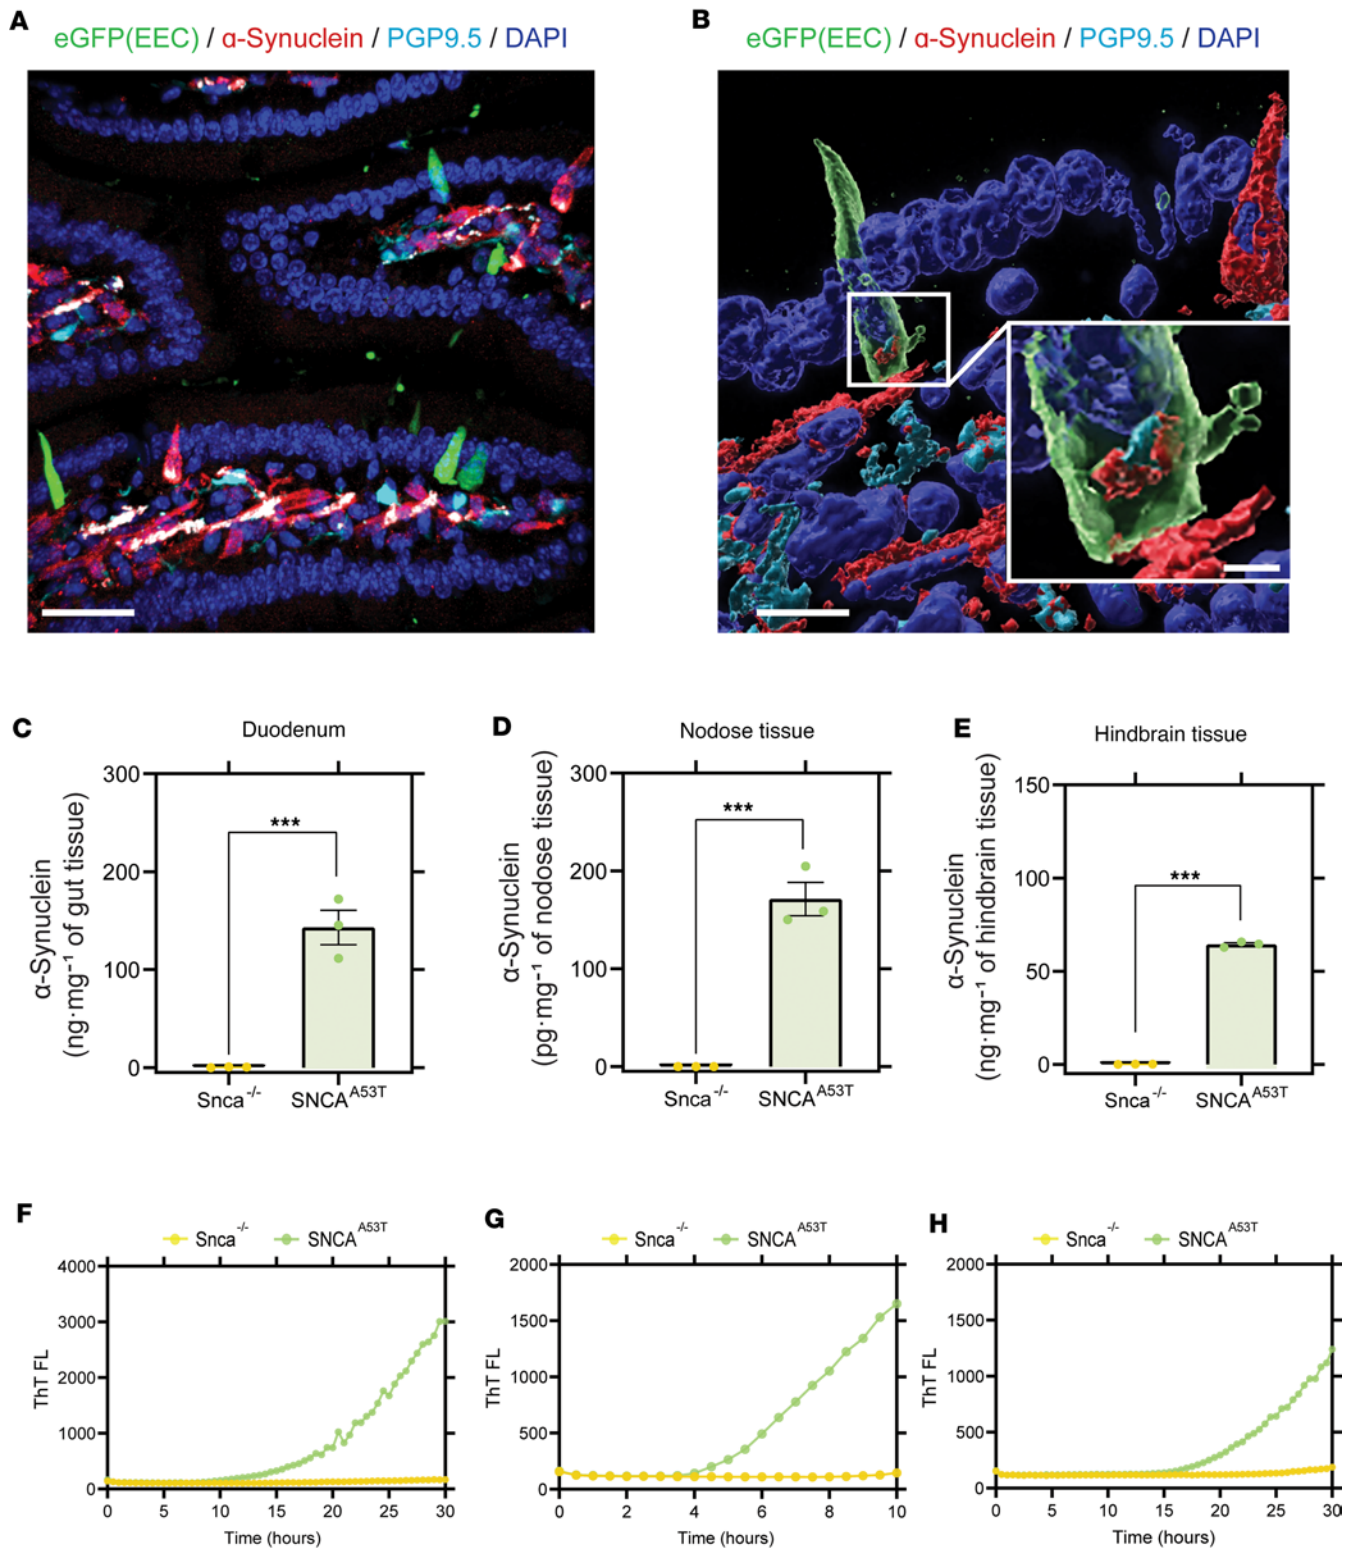 A
eGFP(EEC) / α-Synuclein / PGP9.5 / DAPI
B
eGFP(EEC) / α-Synuclein / PGP9.5 / DAPI
C
Duodenum
α-Synuclein
(ng·mg⁻¹ of gut tissue)
300
200
100
0
***
Snca⁻/⁻
SNCAᴬ⁵³ᵀ
D
Nodose tissue
α-Synuclein
(pg·mg⁻¹ of nodose tissue)
300
200
100
0
***
Snca⁻/⁻
SNCAᴬ⁵³ᵀ
E
Hindbrain tissue
α-Synuclein
(ng·mg⁻¹ of hindbrain tissue)
150
100
50
0
***
Snca⁻/⁻
SNCAᴬ⁵³ᵀ
F
Snca⁻/⁻
SNCAᴬ⁵³ᵀ
ThT FL
4000
3000
2000
1000
0
0 5 10 15 20 25 30
Time (hours)
G
Snca⁻/⁻
SNCAᴬ⁵³ᵀ
ThT FL
2000
1500
1000
500
0
0 2 4 6 8 10
Time (hours)
H
Snca⁻/⁻
SNCAᴬ⁵³ᵀ
ThT FL
2000
1500
1000
500
0
0 5 10 15 20 25 30
Time (hours)